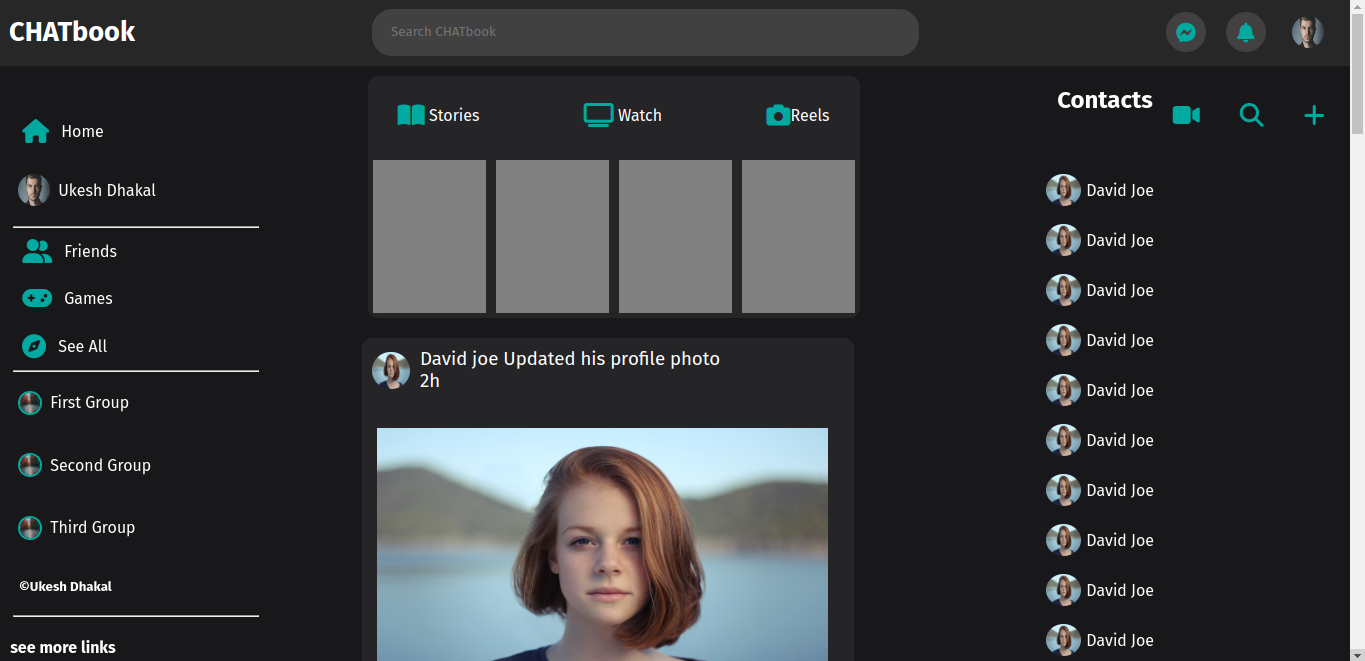 CHATbook
Search CHATbook
Home
Ukesh Dhakal
Friends
Games
See All
First Group
Second Group
Third Group
©Ukesh Dhakal
see more links
Stories
Watch
Reels
David joe Updated his profile photo
2h
Contacts
David Joe
David Joe
David Joe
David Joe
David Joe
David Joe
David Joe
David Joe
David Joe
David Joe